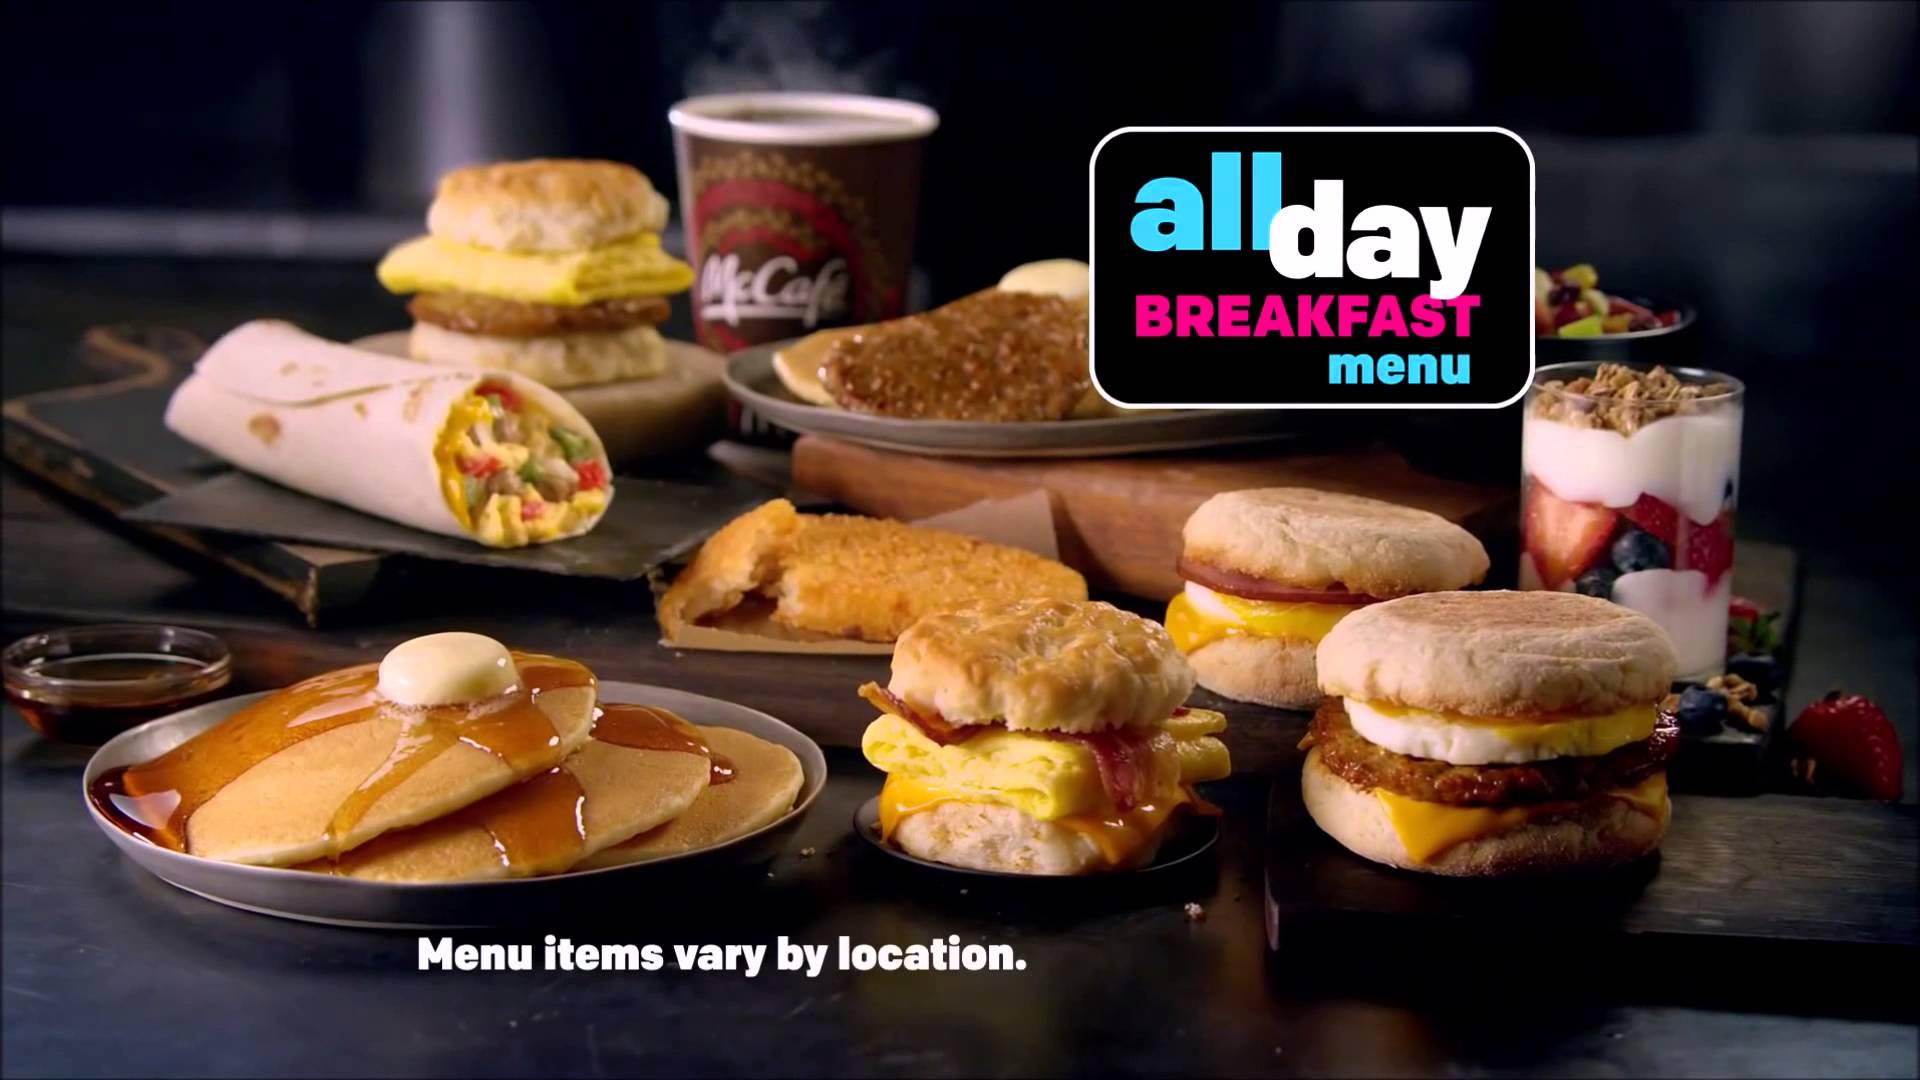 McCafé
all
day
BREAKFAST
menu
Menu items vary by location.